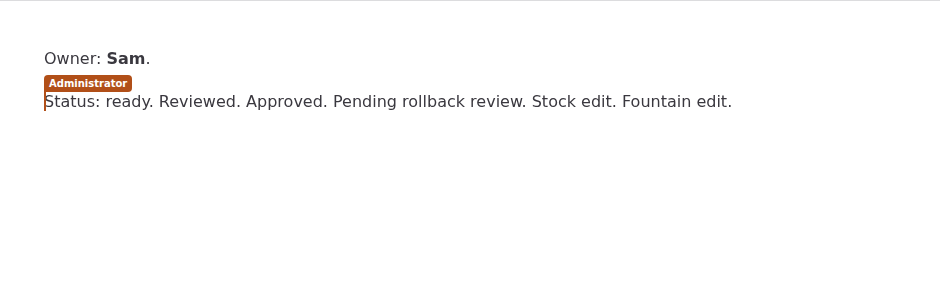 Owner: Sam.
Administrator
Status: ready. Reviewed. Approved. Pending rollback review. Stock edit. Fountain edit.